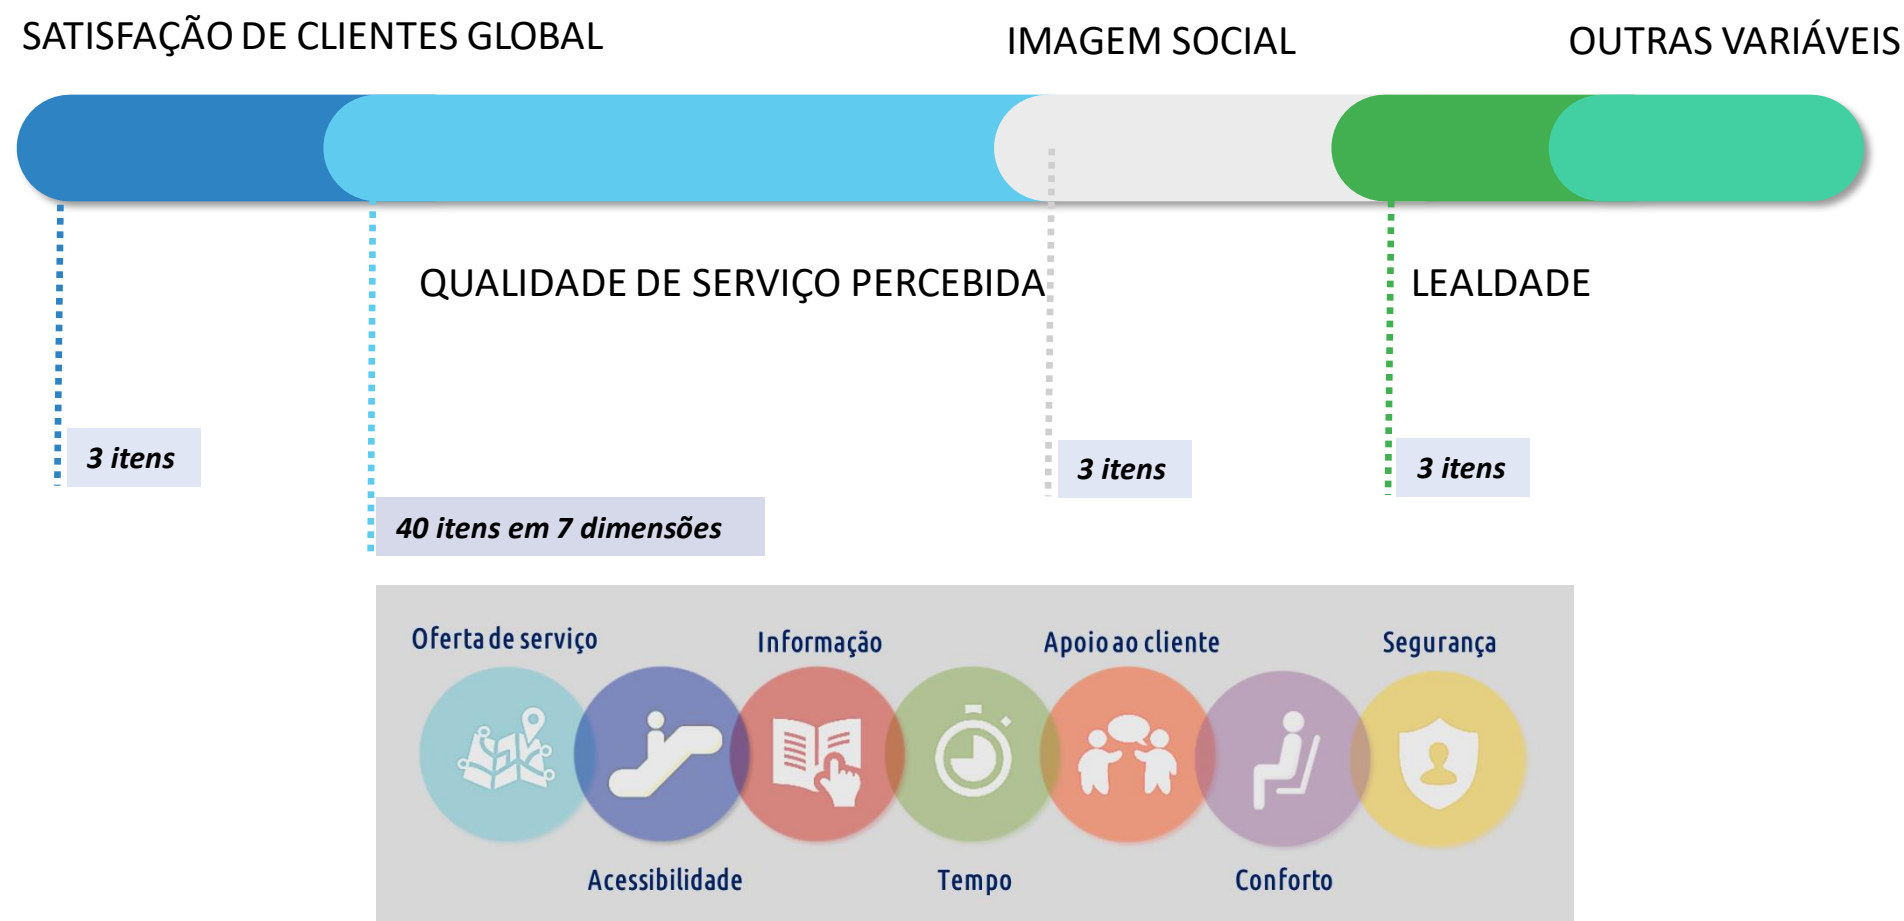 SATISFAÇÃO DE CLIENTES GLOBAL
IMAGEM SOCIAL
OUTRAS VARIÁVEIS
QUALIDADE DE SERVIÇO PERCEBIDA
LEALDADE
3 itens
3 itens
3 itens
40 itens em 7 dimensões
Oferta de serviço
Informação
Apoio ao cliente
Segurança
Acessibilidade
Tempo
Conforto